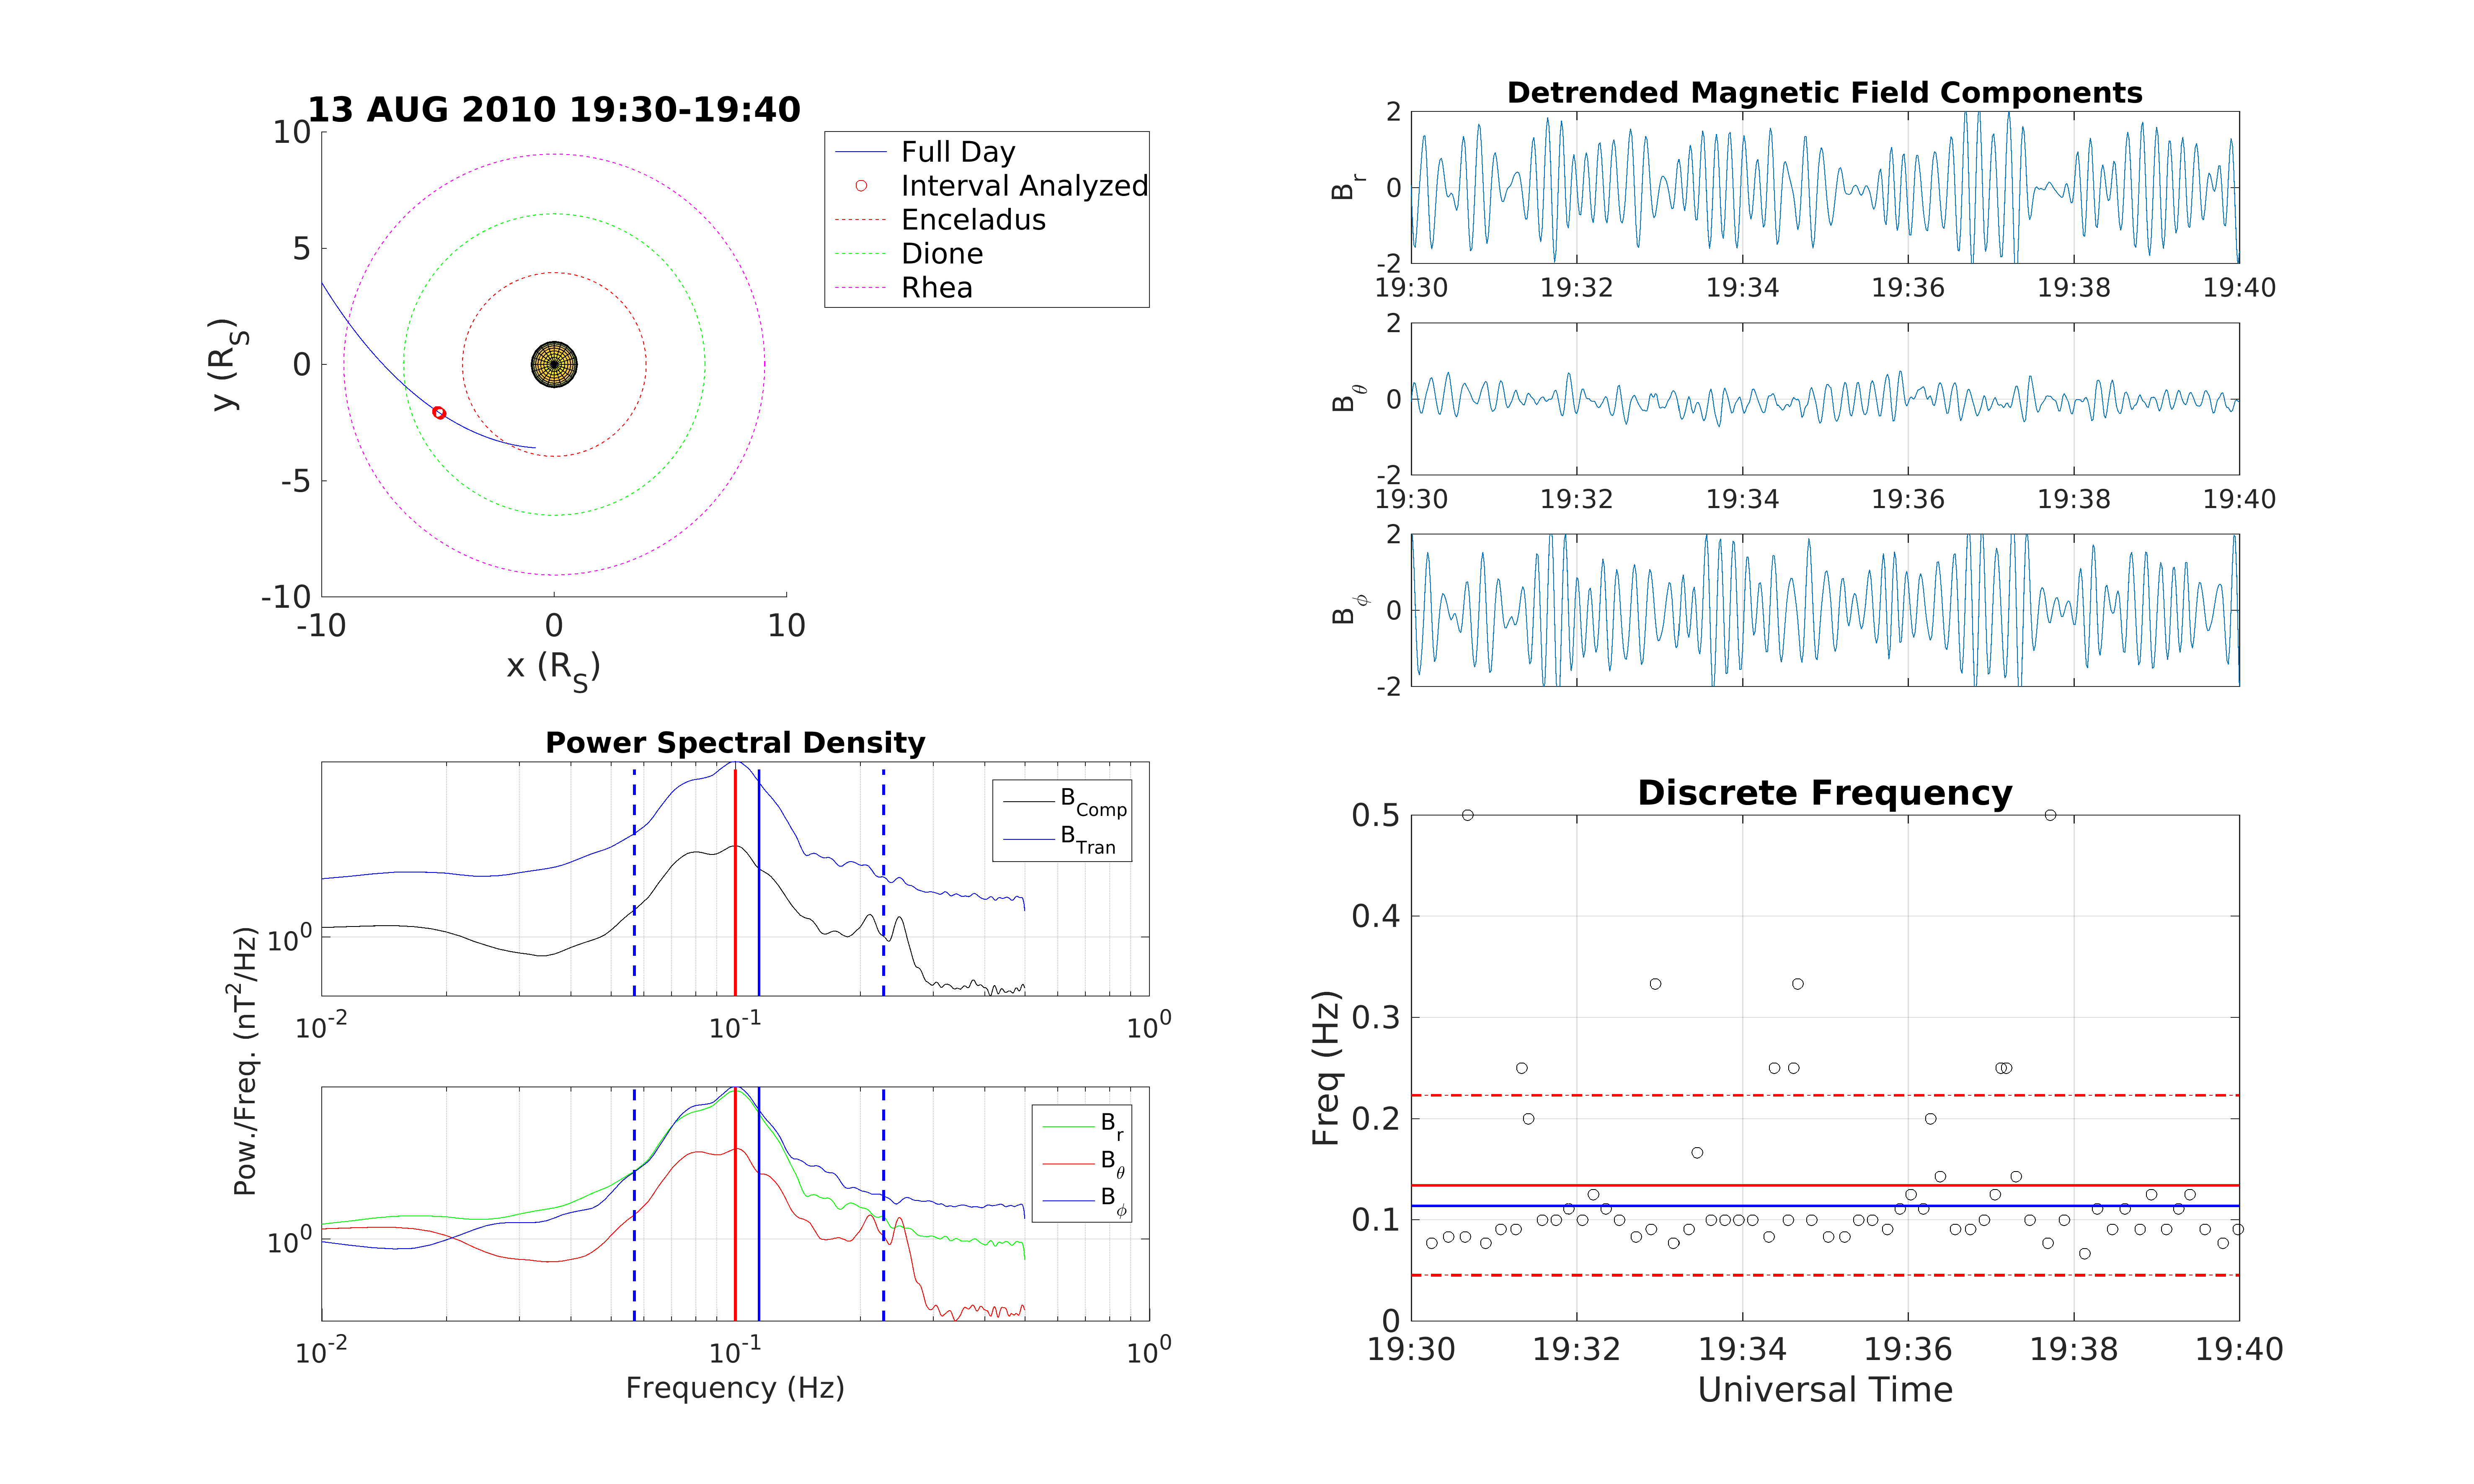 13 AUG 2010 19:30-19:40
10
5
0
-5
-10
-10
0
10
x (R_S)
y (R_S)
Full Day
Interval Analyzed
Enceladus
Dione
Rhea
Detrended Magnetic Field Components
B_r
2
0
-2
19:30
19:32
19:34
19:36
19:38
19:40
B_θ
2
0
-2
19:30
19:32
19:34
19:36
19:38
19:40
B_ϕ
2
0
-2
Power Spectral Density
B_Comp
B_Tran
10^0
10^-2
10^-1
10^0
Pow./Freq. (nT^2/Hz)
B_r
B_θ
B_ϕ
10^0
10^-2
10^-1
10^0
Frequency (Hz)
Discrete Frequency
0.5
0.4
0.3
0.2
0.1
0
Freq (Hz)
19:30
19:32
19:34
19:36
19:38
19:40
Universal Time